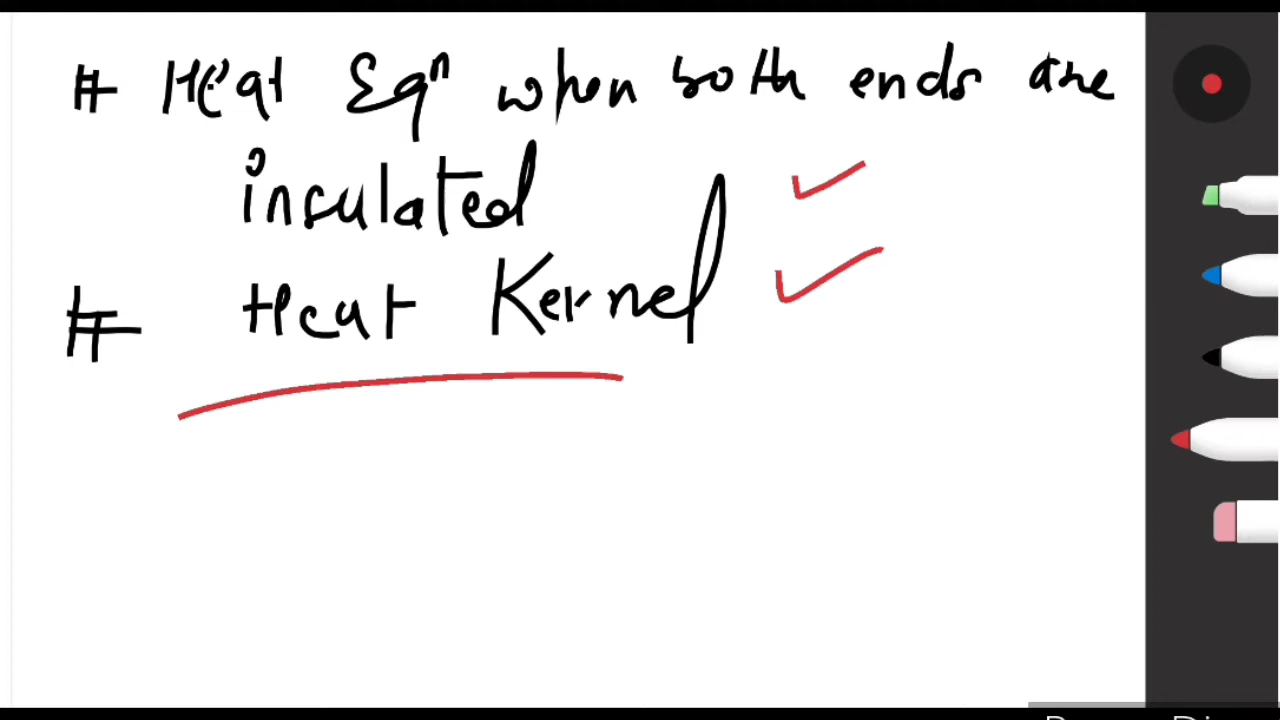 # Heat Eqⁿ when both ends are
insulated
# Heat Kernel